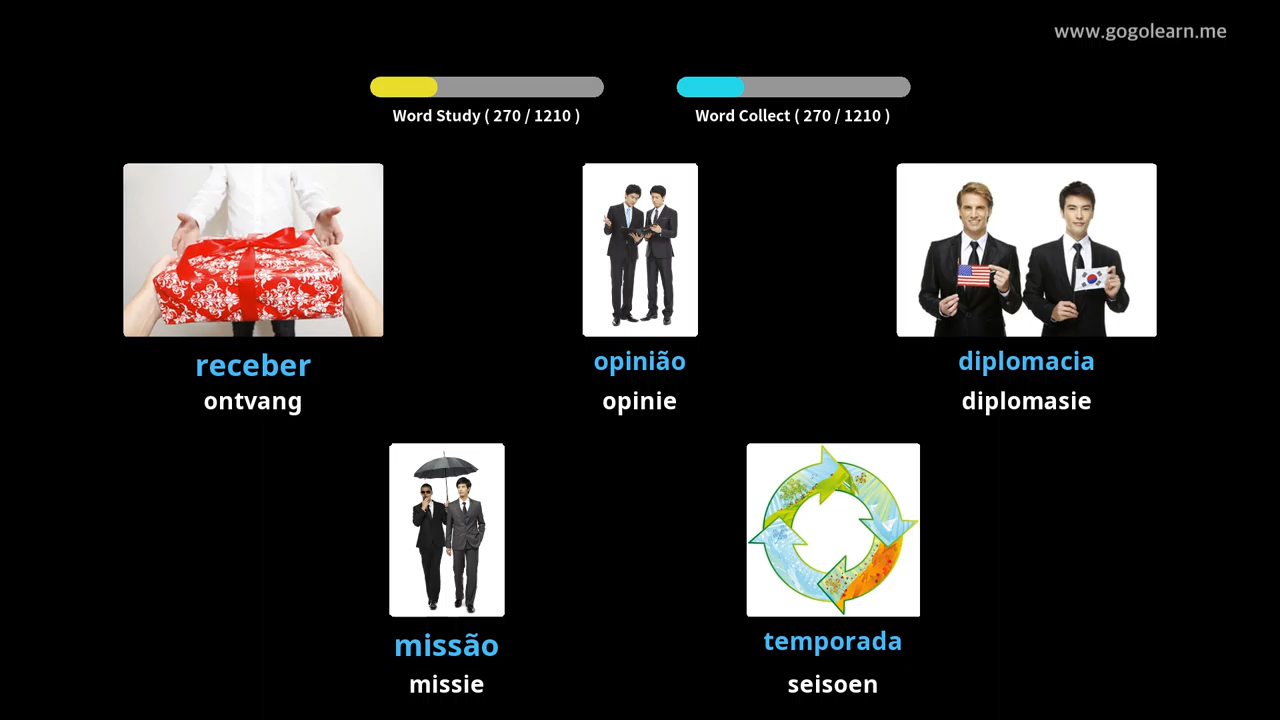 www.gogolearn.me
Word Study ( 270 / 1210 )
Word Collect ( 270 / 1210 )
receber
ontvang
opinião
opinie
diplomacia
diplomasie
missão
missie
temporada
seisoen